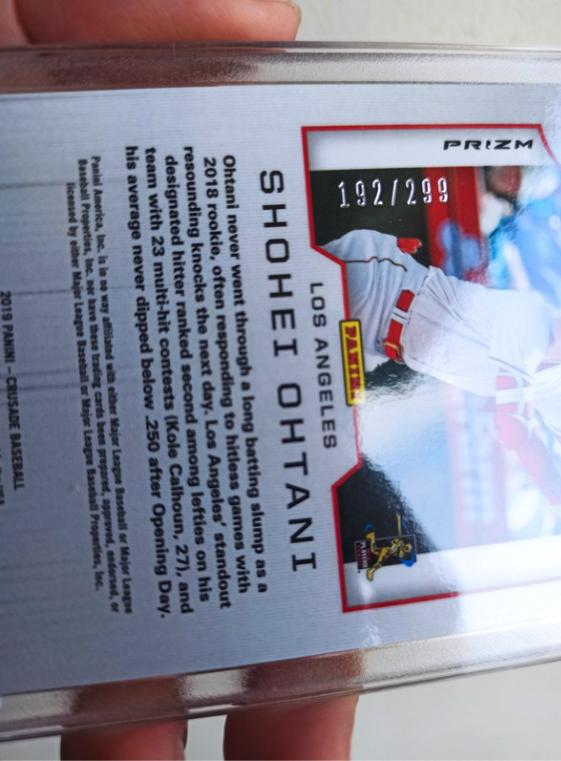 PRIZM
192/299
PANINI
LOS ANGELES
SHOHEI OHTANI
Ohtani never went through a long batting slump as a
2018 rookie, often responding to hitless games with
resounding knocks the next day. Los Angeles' standout
designated hitter ranked second among lefties on his
team with 23 multi-hit contests (Kole Calhoun, 27), and
his average never dipped below .250 after Opening Day.
Panini America, Inc. is in no way affiliated with either Major League Baseball or Major League
Baseball Properties, Inc. nor have these trading cards been prepared, approved, endorsed, or
licensed by either Major League Baseball or Major League Baseball Properties, Inc.
2019 PANINI – CRUSADE BASEBALL